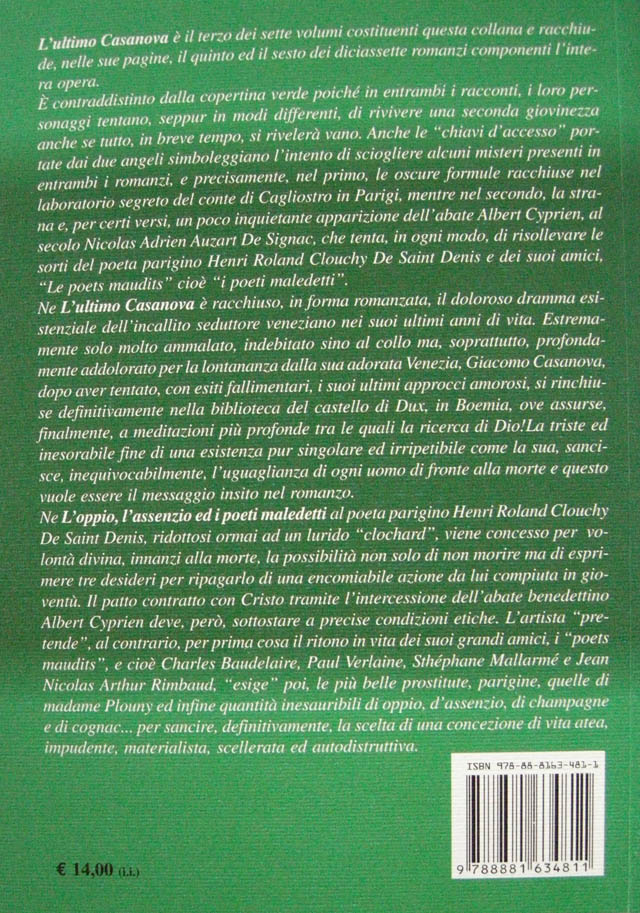 L'ultimo Casanova è il terzo dei sette volumi costituenti questa collana e racchiu-
de, nelle sue pagine, il quinto ed il sesto dei diciassette romanzi componenti l'inte-
ra opera.
È contraddistinto dalla copertina verde poiché in entrambi i racconti, i loro per-
sonaggi tentano, seppur in modi differenti, di rivivere una seconda giovinezza
anche se tutto, in breve tempo, si rivelerà vano. Anche le “chiavi d'accesso” por-
tate dai due angeli simboleggiano l'intento di sciogliere alcuni misteri presenti in
entrambi i romanzi, e precisamente, nel primo, le oscure formule racchiuse nel
laboratorio segreto del conte di Cagliostro in Parigi, mentre nel secondo, la stra-
na e, per certi versi, un poco inquietante apparizione dell'abate Albert Cyprien, al
secolo Nicolas Adrien Auzart De Signac, che tenta, in ogni modo, di risollevare le
sorti del poeta parigino Henri Roland Clouchy De Saint Denis e dei suoi amici,
“Le poets maudits” cioè “i poeti maledetti”.
Ne L'ultimo Casanova è racchiuso, in forma romanzata, il doloroso dramma esi-
stenziale dell'incallito seduttore veneziano nei suoi ultimi anni di vita. Estrema-
mente solo molto ammalato, indebitato sino al collo ma, soprattutto, profonda-
mente addolorato per la lontananza dalla sua adorata Venezia, Giacomo Casanova,
dopo aver tentato, con esiti fallimentari, i suoi ultimi approcci amorosi, si rinchiu-
se definitivamente nella biblioteca del castello di Dux, in Boemia, ove assurse,
finalmente, a meditazioni più profonde tra le quali la ricerca di Dio!La triste ed
inesorabile fine di una esistenza pur singolare ed irripetibile come la sua, sanci-
sce, inequivocabilmente, l'uguaglianza di ogni uomo di fronte alla morte e questo
vuole essere il messaggio insito nel romanzo.
Ne L'oppio, l'assenzio ed i poeti maledetti al poeta parigino Henri Roland Clouchy
De Saint Denis, ridottosi ormai ad un lurido “clochard”, viene concesso per vo-
lontà divina, innanzi alla morte, la possibilità non solo di non morire ma di espri-
mere tre desideri per ripagarlo di una encomiabile azione da lui compiuta in gio-
ventù. Il patto contratto con Cristo tramite l'intercessione dell'abate benedettino
Albert Cyprien deve, però, sottostare a precise condizioni etiche. L'artista “pre-
tende”, al contrario, per prima cosa il ritono in vita dei suoi grandi amici, i “poets
maudits”, e cioè Charles Baudelaire, Paul Verlaine, Sthéphane Mallarmé e Jean
Nicolas Arthur Rimbaud, “esige” poi, le più belle prostitute, parigine, quelle di
madame Plouny ed infine quantità inesauribili di oppio, d'assenzio, di champagne
e di cognac... per sancire, definitivamente, la scelta di una concezione di vita atea,
impudente, materialista, scellerata ed autodistruttiva.
ISBN 978-88-8163-481-1
9 788881 634811
€ 14,00 (i.i.)